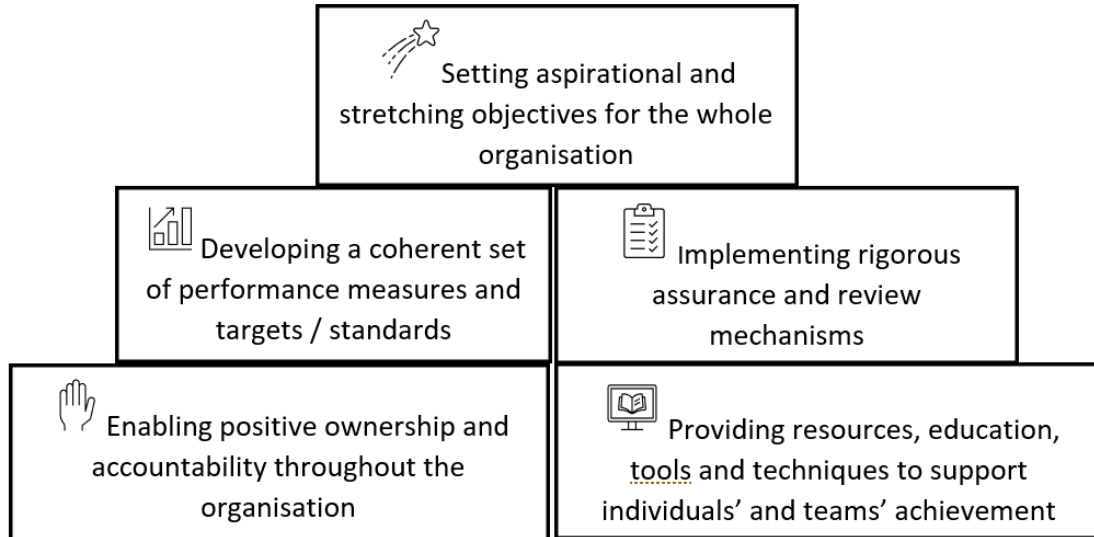 Setting aspirational and
stretching objectives for the whole
organisation
Developing a coherent set
of performance measures and
targets / standards
Implementing rigorous
assurance and review
mechanisms
Enabling positive ownership and
accountability throughout the
organisation
Providing resources, education,
tools and techniques to support
individuals’ and teams’ achievement